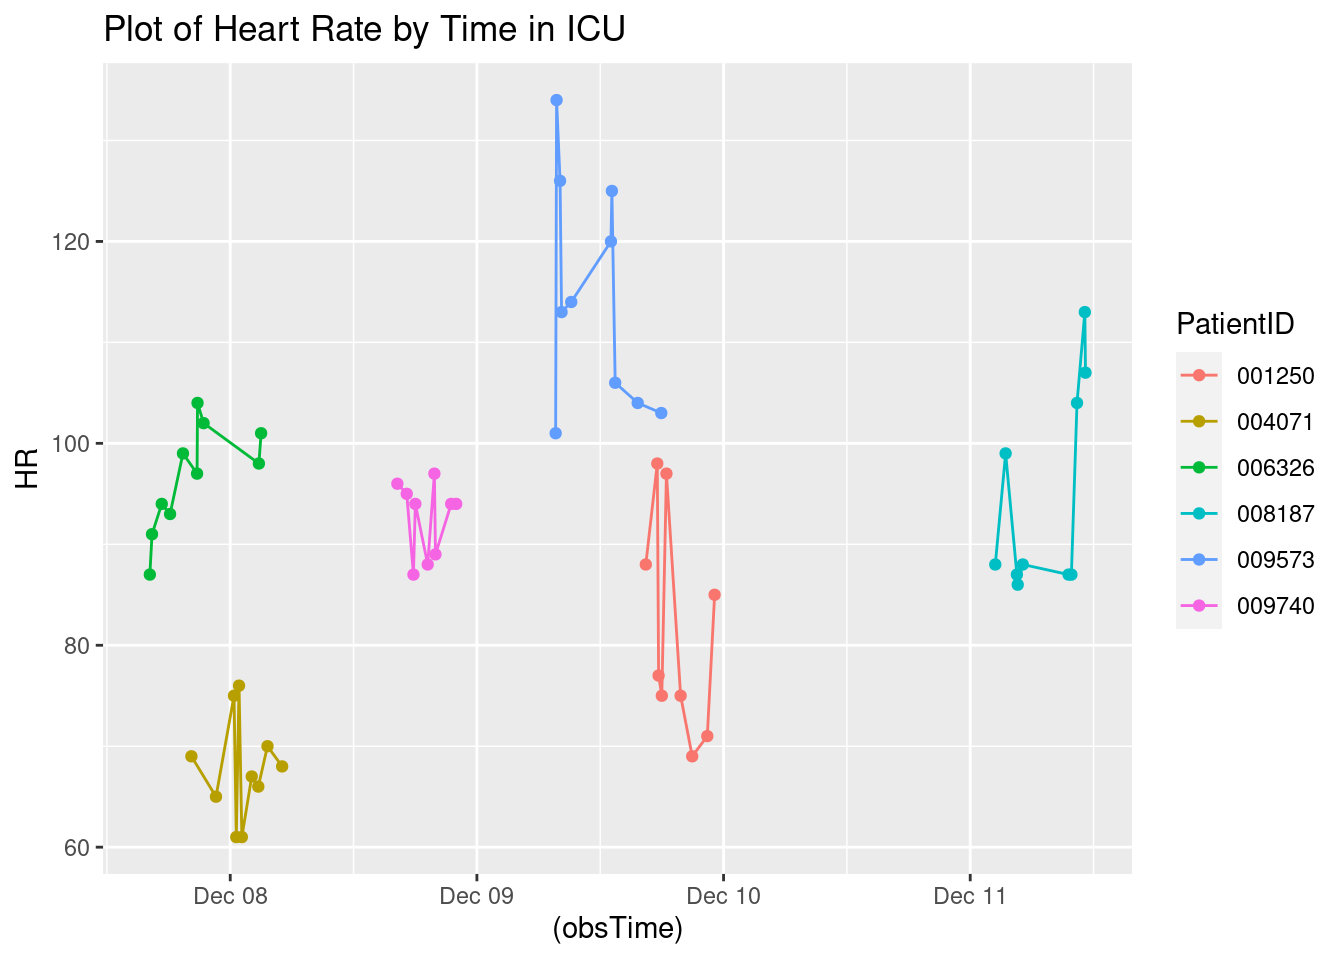 Plot of Heart Rate by Time in ICU
120
100
80
60
HR
Dec 08
Dec 09
Dec 10
Dec 11
(obsTime)
PatientID
001250
004071
006326
008187
009573
009740